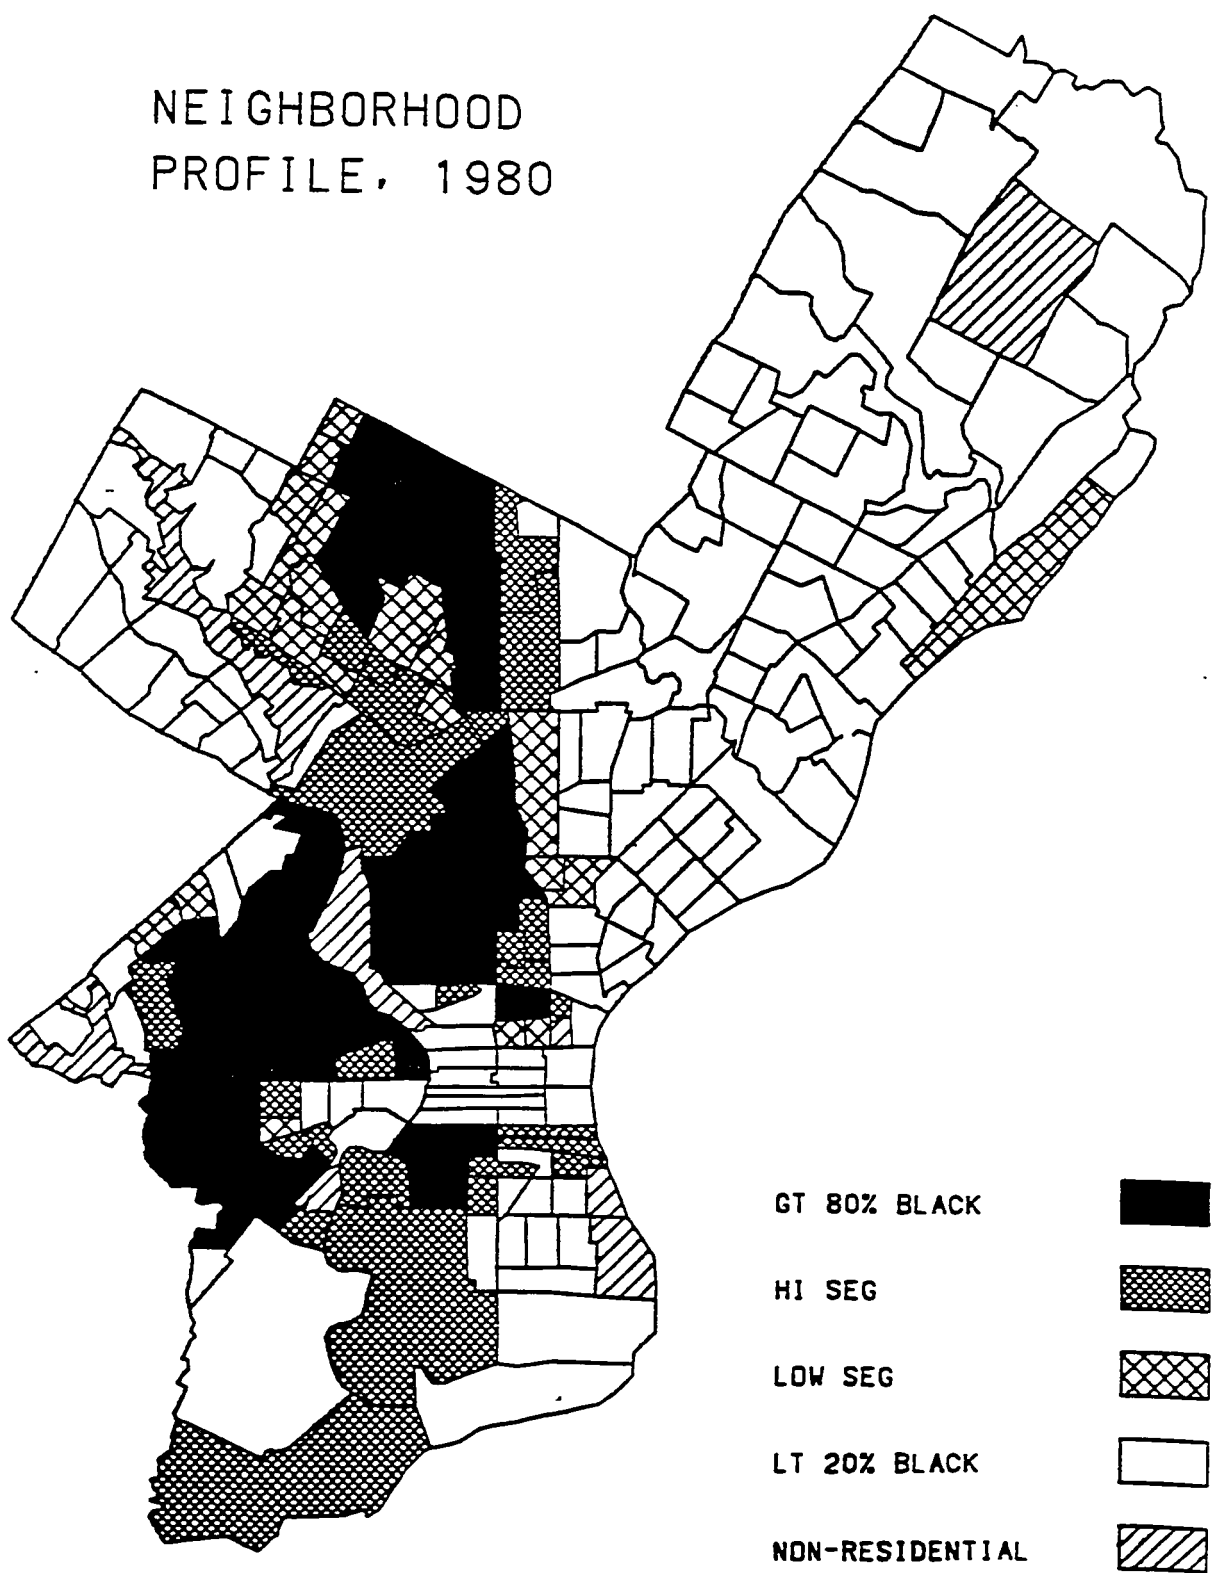 NEIGHBORHOOD
PROFILE, 1980
GT 80% BLACK
HI SEG
LOW SEG
LT 20% BLACK
NON-RESIDENTIAL